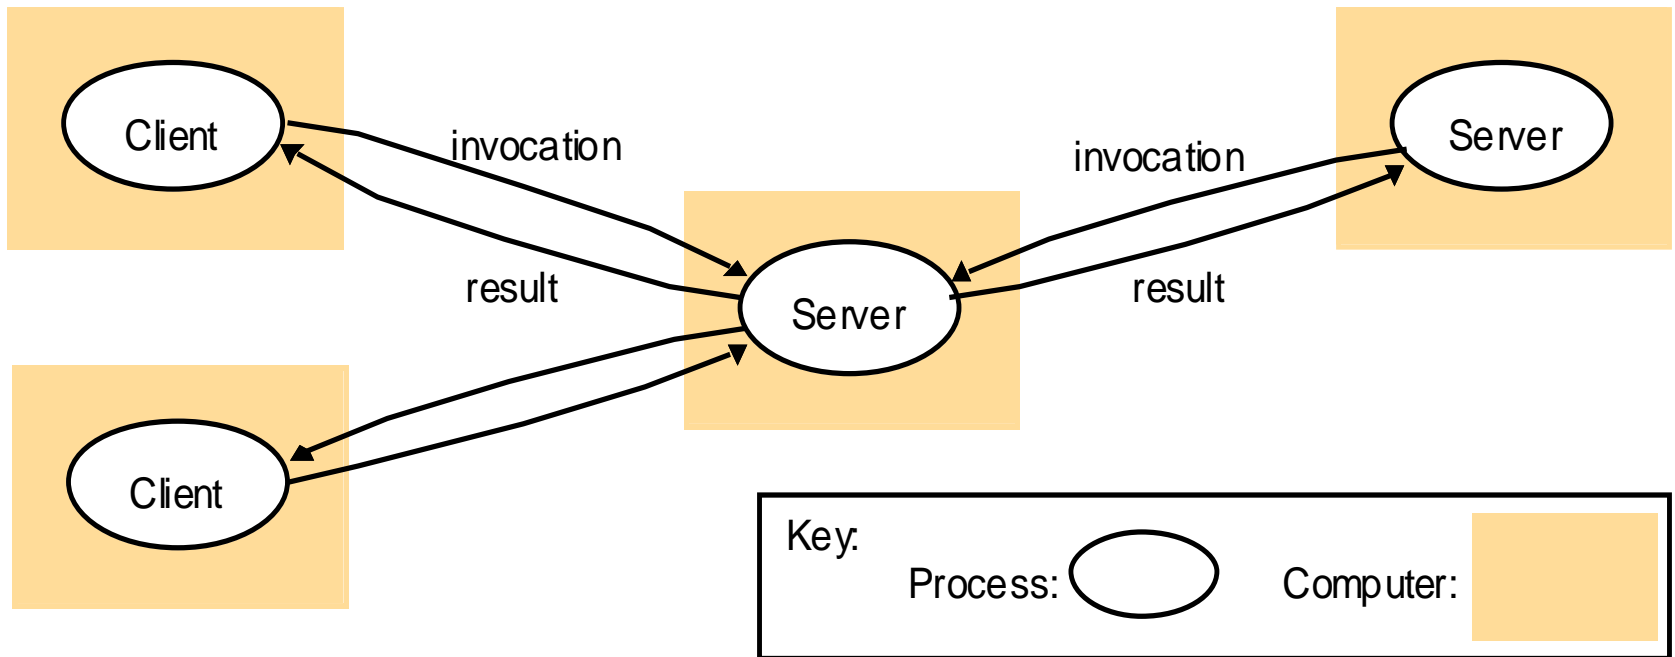 Client
invocation
result
Server
invocation
result
Server
Client
Key:
Process:
Computer: